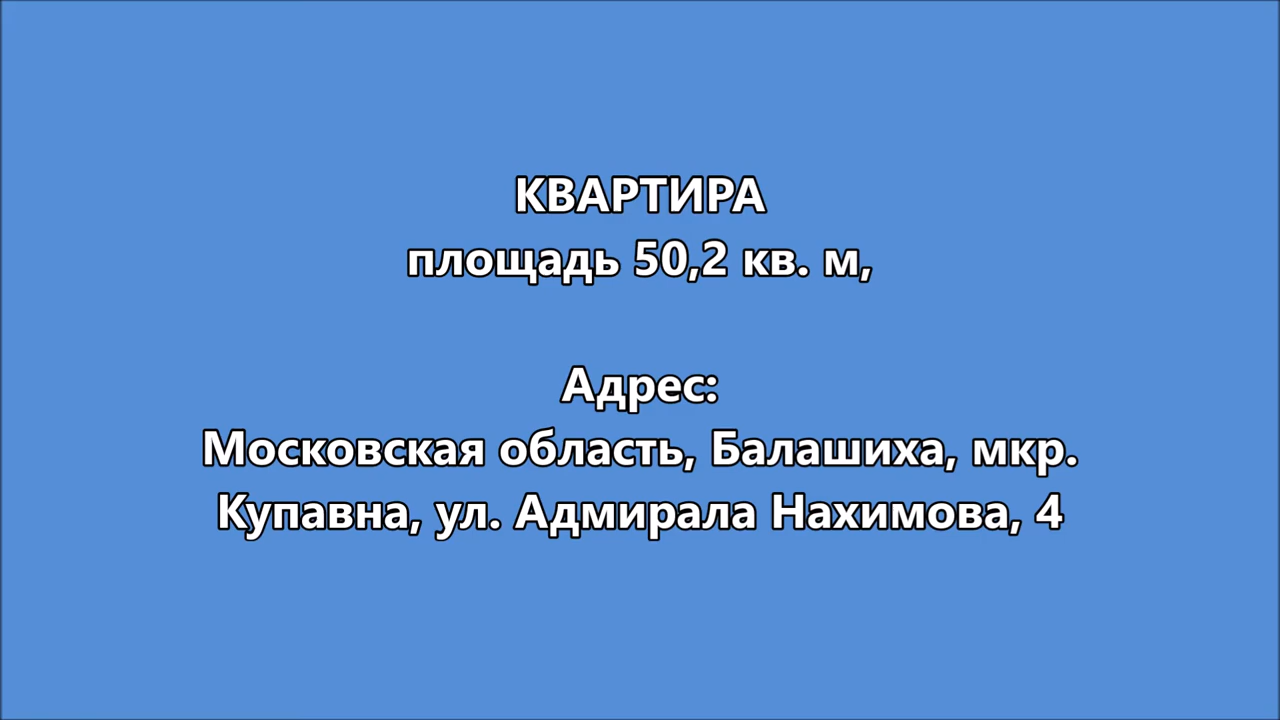 КВАРТИРА
площадь 50,2 кв. м,
Адрес:
Московская область, Балашиха, мкр.
Купавна, ул. Адмирала Нахимова, 4